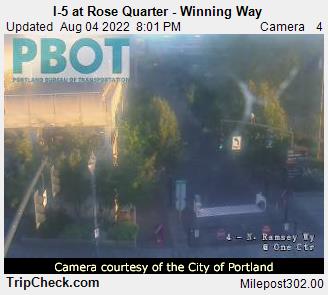 I-5 at Rose Quarter - Winning Way
Updated Aug 04 2022 8:01 PM Camera 4
PBOT
PORTLAND BUREAU OF TRANSPORTATION
4 - N. Ramsey Wy
@ One Ctr
Camera courtesy of the City of Portland
TripCheck.com Milepost302.00